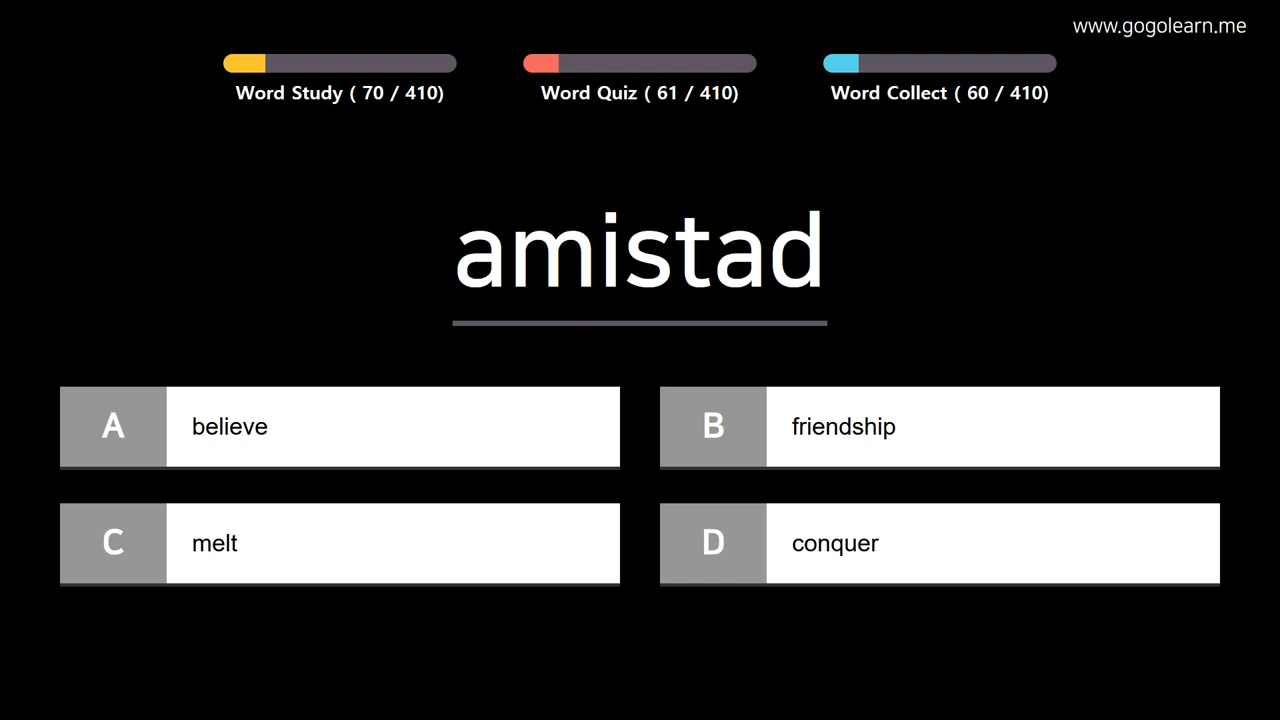 www.gogolearn.me
Word Study ( 70 / 410)
Word Quiz ( 61 / 410)
Word Collect ( 60 / 410)
amistad
A believe
B friendship
C melt
D conquer